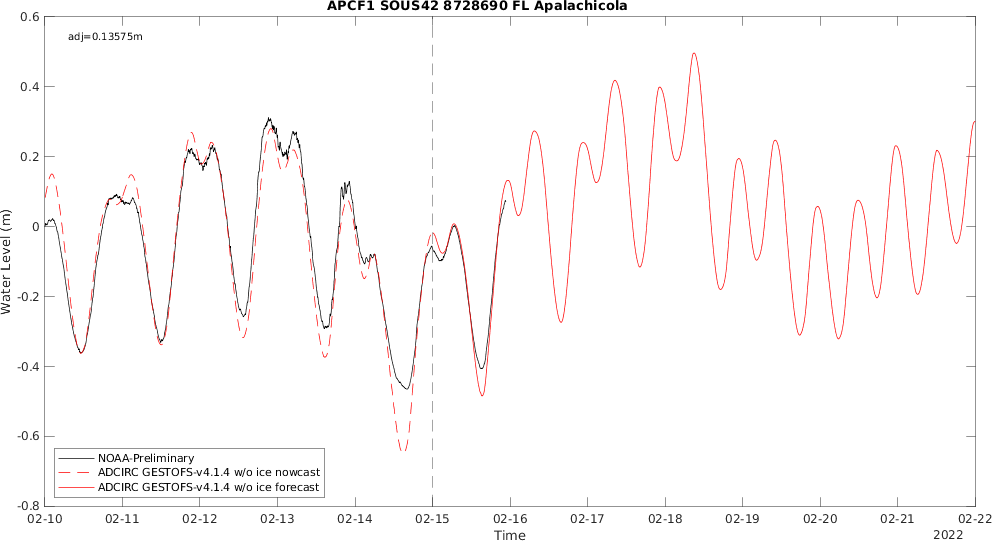 APCF1 SOUS42 8728690 FL Apalachicola
adj=0.13575m
0.6
0.4
0.2
0
-0.2
-0.4
-0.6
-0.8
Water Level (m)
NOAA-Preliminary
ADCIRC GESTOFS-v4.1.4 w/o ice nowcast
ADCIRC GESTOFS-v4.1.4 w/o ice forecast
02-10 02-11 02-12 02-13 02-14 02-15 02-16 02-17 02-18 02-19 02-20 02-21 02-22
Time
2022